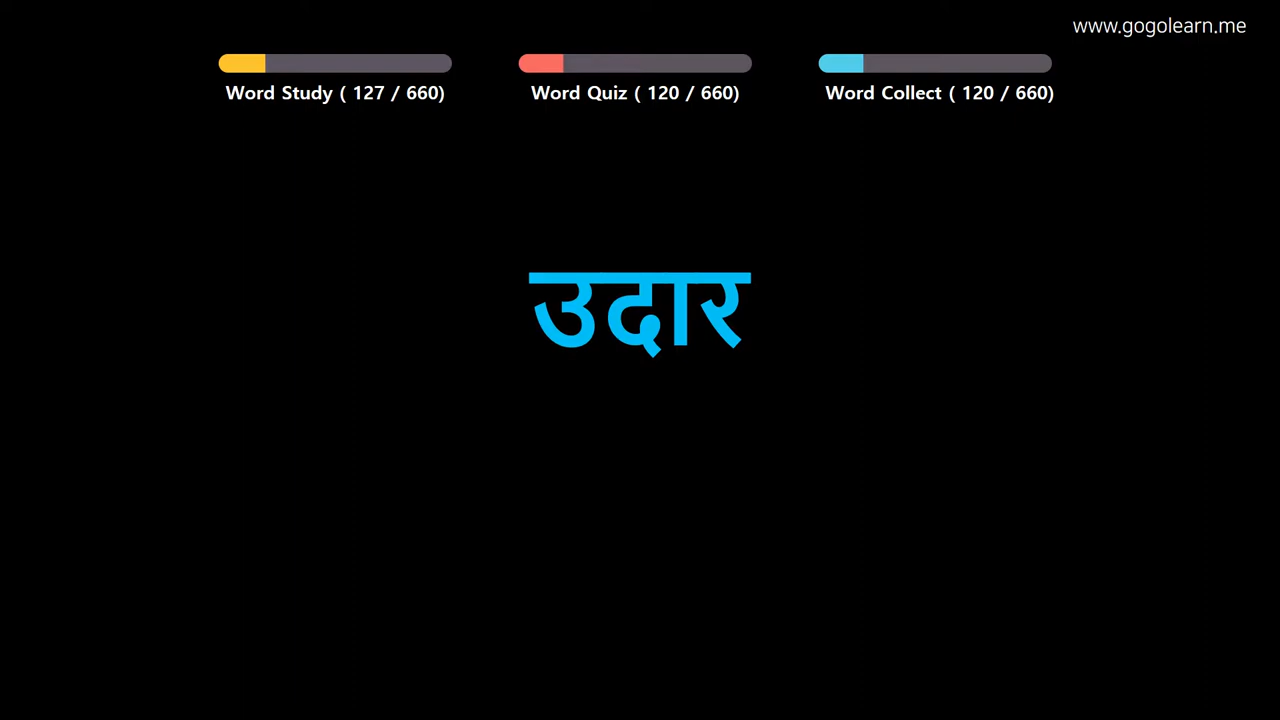 www.gogolearn.me
Word Study ( 127 / 660)
Word Quiz ( 120 / 660)
Word Collect ( 120 / 660)
उदार